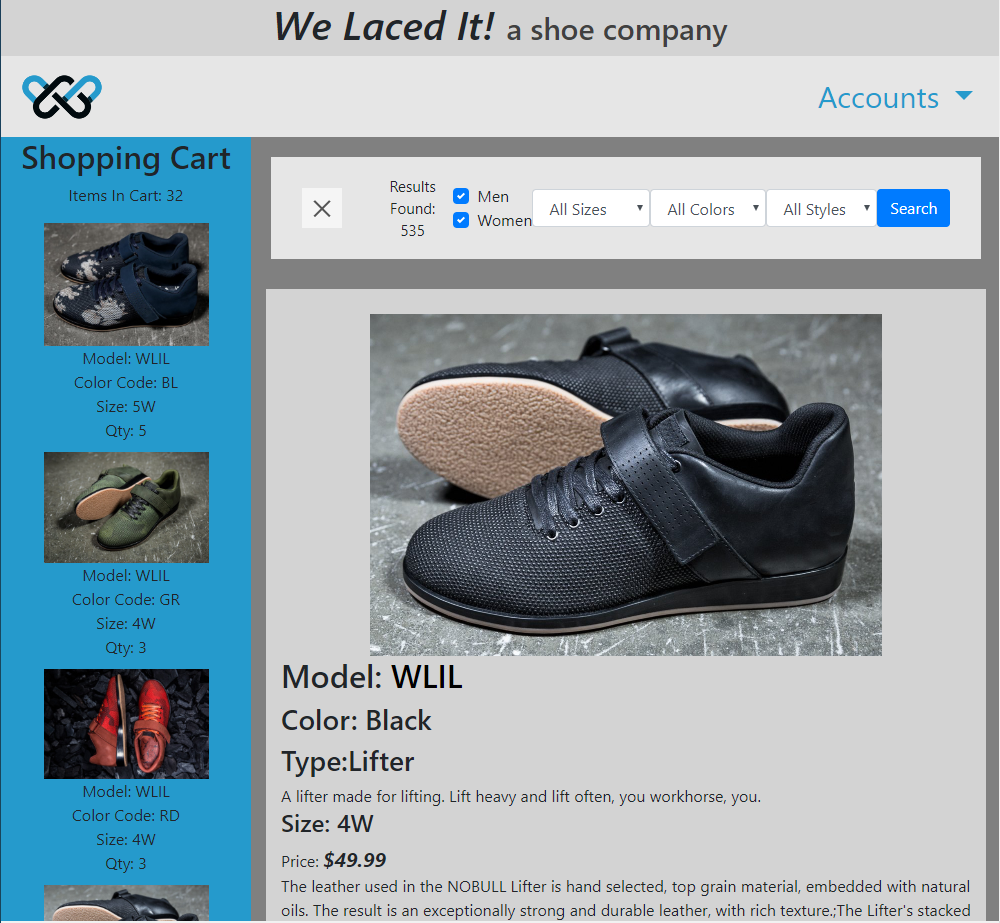 We Laced It! a shoe company
Accounts
Shopping Cart
Items In Cart: 32
Model: WLIL
Color Code: BL
Size: 5W
Qty: 5
Model: WLIL
Color Code: GR
Size: 4W
Qty: 3
Model: WLIL
Color Code: RD
Size: 4W
Qty: 3
Results
Found:
535
Men
Women
All Sizes
All Colors
All Styles
Search
Model: WLIL
Color: Black
Type:Lifter
A lifter made for lifting. Lift heavy and lift often, you workhorse, you.
Size: 4W
Price: $49.99
The leather used in the NOBULL Lifter is hand selected, top grain material, embedded with natural
oils. The result is an exceptionally strong and durable leather, with rich texture.;The Lifter's stacked